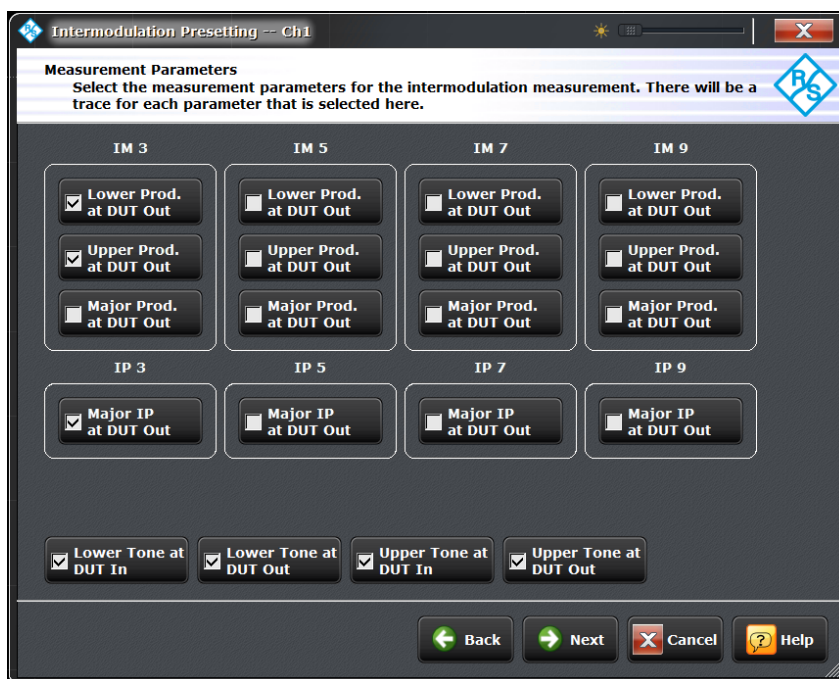 Intermodulation Presetting -- Ch1
X
Measurement Parameters
Select the measurement parameters for the intermodulation measurement. There will be a
trace for each parameter that is selected here.
R
S
IM 3
IM 5
IM 7
IM 9
Lower Prod.
at DUT Out
Lower Prod.
at DUT Out
Lower Prod.
at DUT Out
Lower Prod.
at DUT Out
Upper Prod.
at DUT Out
Upper Prod.
at DUT Out
Upper Prod.
at DUT Out
Upper Prod.
at DUT Out
Major Prod.
at DUT Out
Major Prod.
at DUT Out
Major Prod.
at DUT Out
Major Prod.
at DUT Out
IP 3
IP 5
IP 7
IP 9
Major IP
at DUT Out
Major IP
at DUT Out
Major IP
at DUT Out
Major IP
at DUT Out
Lower Tone at
DUT In
Lower Tone at
DUT Out
Upper Tone at
DUT In
Upper Tone at
DUT Out
Back
Next
Cancel
Help